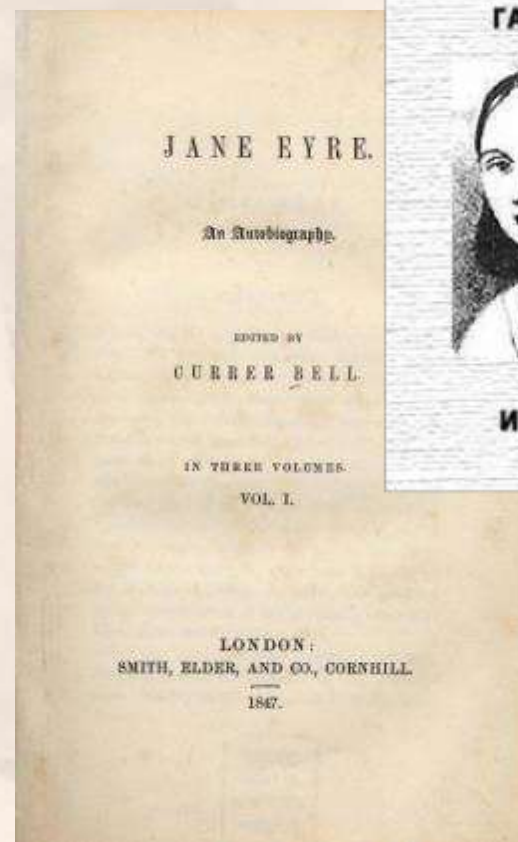 JANE EYRE.
An Autobiography.
EDITED BY
CURRER BELL
IN THREE VOLUMES.
VOL. I.
LONDON:
SMITH, ELDER, AND CO., CORNHILL.
1847.